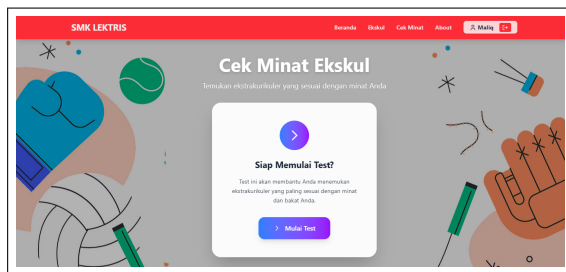 SMK LEKTRIS
Beranda Ekskul Cek Minat About Maliq
Cek Minat Ekskul
Temukan ekstrakurikuler yang sesuai dengan minat Anda
Siap Memulai Test?
Test ini akan membantu Anda menemukan
ekstrakurikuler yang paling sesuai dengan minat
dan bakat Anda.
Mulai Test